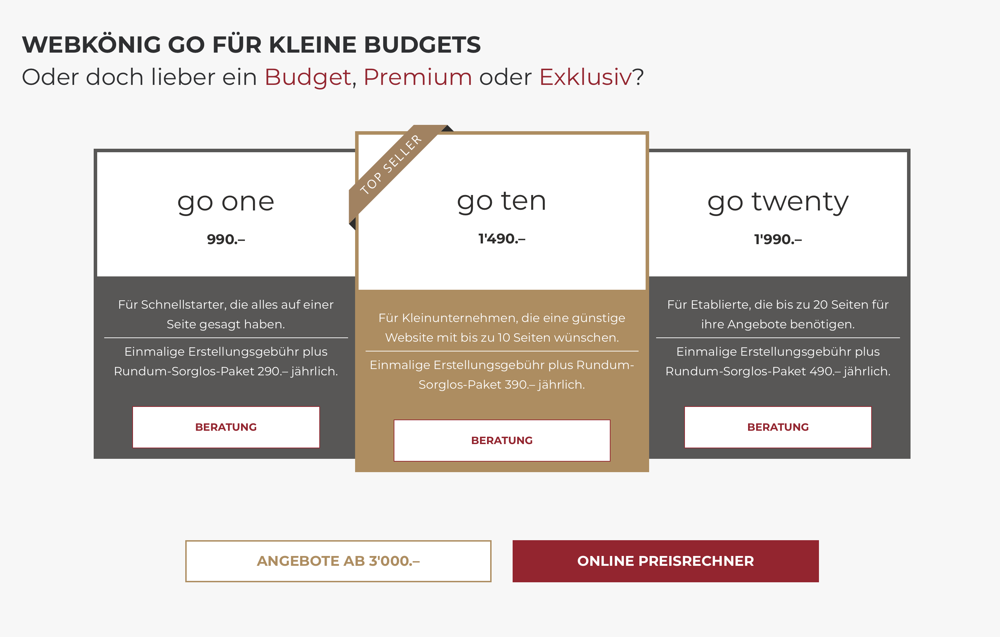 WEBKÖNIG GO FÜR KLEINE BUDGETS
Oder doch lieber ein Budget, Premium oder Exklusiv?
go one
990.–
Für Schnellstarter, die alles auf einer
Seite gesagt haben.
Einmalige Erstellungsgebühr plus
Rundum-Sorglos-Paket 290.– jährlich.
BERATUNG
TOP SELLER
go ten
1'490.–
Für Kleinunternehmen, die eine günstige
Website mit bis zu 10 Seiten wünschen.
Einmalige Erstellungsgebühr plus Rundum-
Sorglos-Paket 390.– jährlich.
BERATUNG
go twenty
1'990.–
Für Etablierte, die bis zu 20 Seiten für
ihre Angebote benötigen.
Einmalige Erstellungsgebühr plus
Rundum-Sorglos-Paket 490.– jährlich.
BERATUNG
ANGEBOTE AB 3'000.–
ONLINE PREISRECHNER